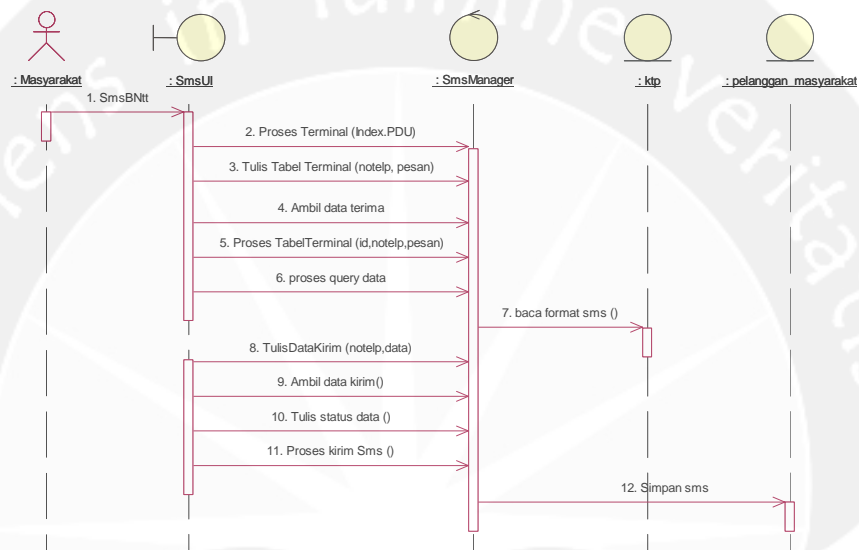 : Masyarakat
: SmsUI
: SmsManager
: ktp
: pelanggan_masyarakat
1. SmsBNtt
2. Proses Terminal (Index.PDU)
3. Tulis Tabel Terminal (notelp, pesan)
4. Ambil data terima
5. Proses TabelTerminal (id,notelp,pesan)
6. proses query data
7. baca format sms ()
8. TulisDataKirim (notelp,data)
9. Ambil data kirim()
10. Tulis status data ()
11. Proses kirim Sms ()
12. Simpan sms